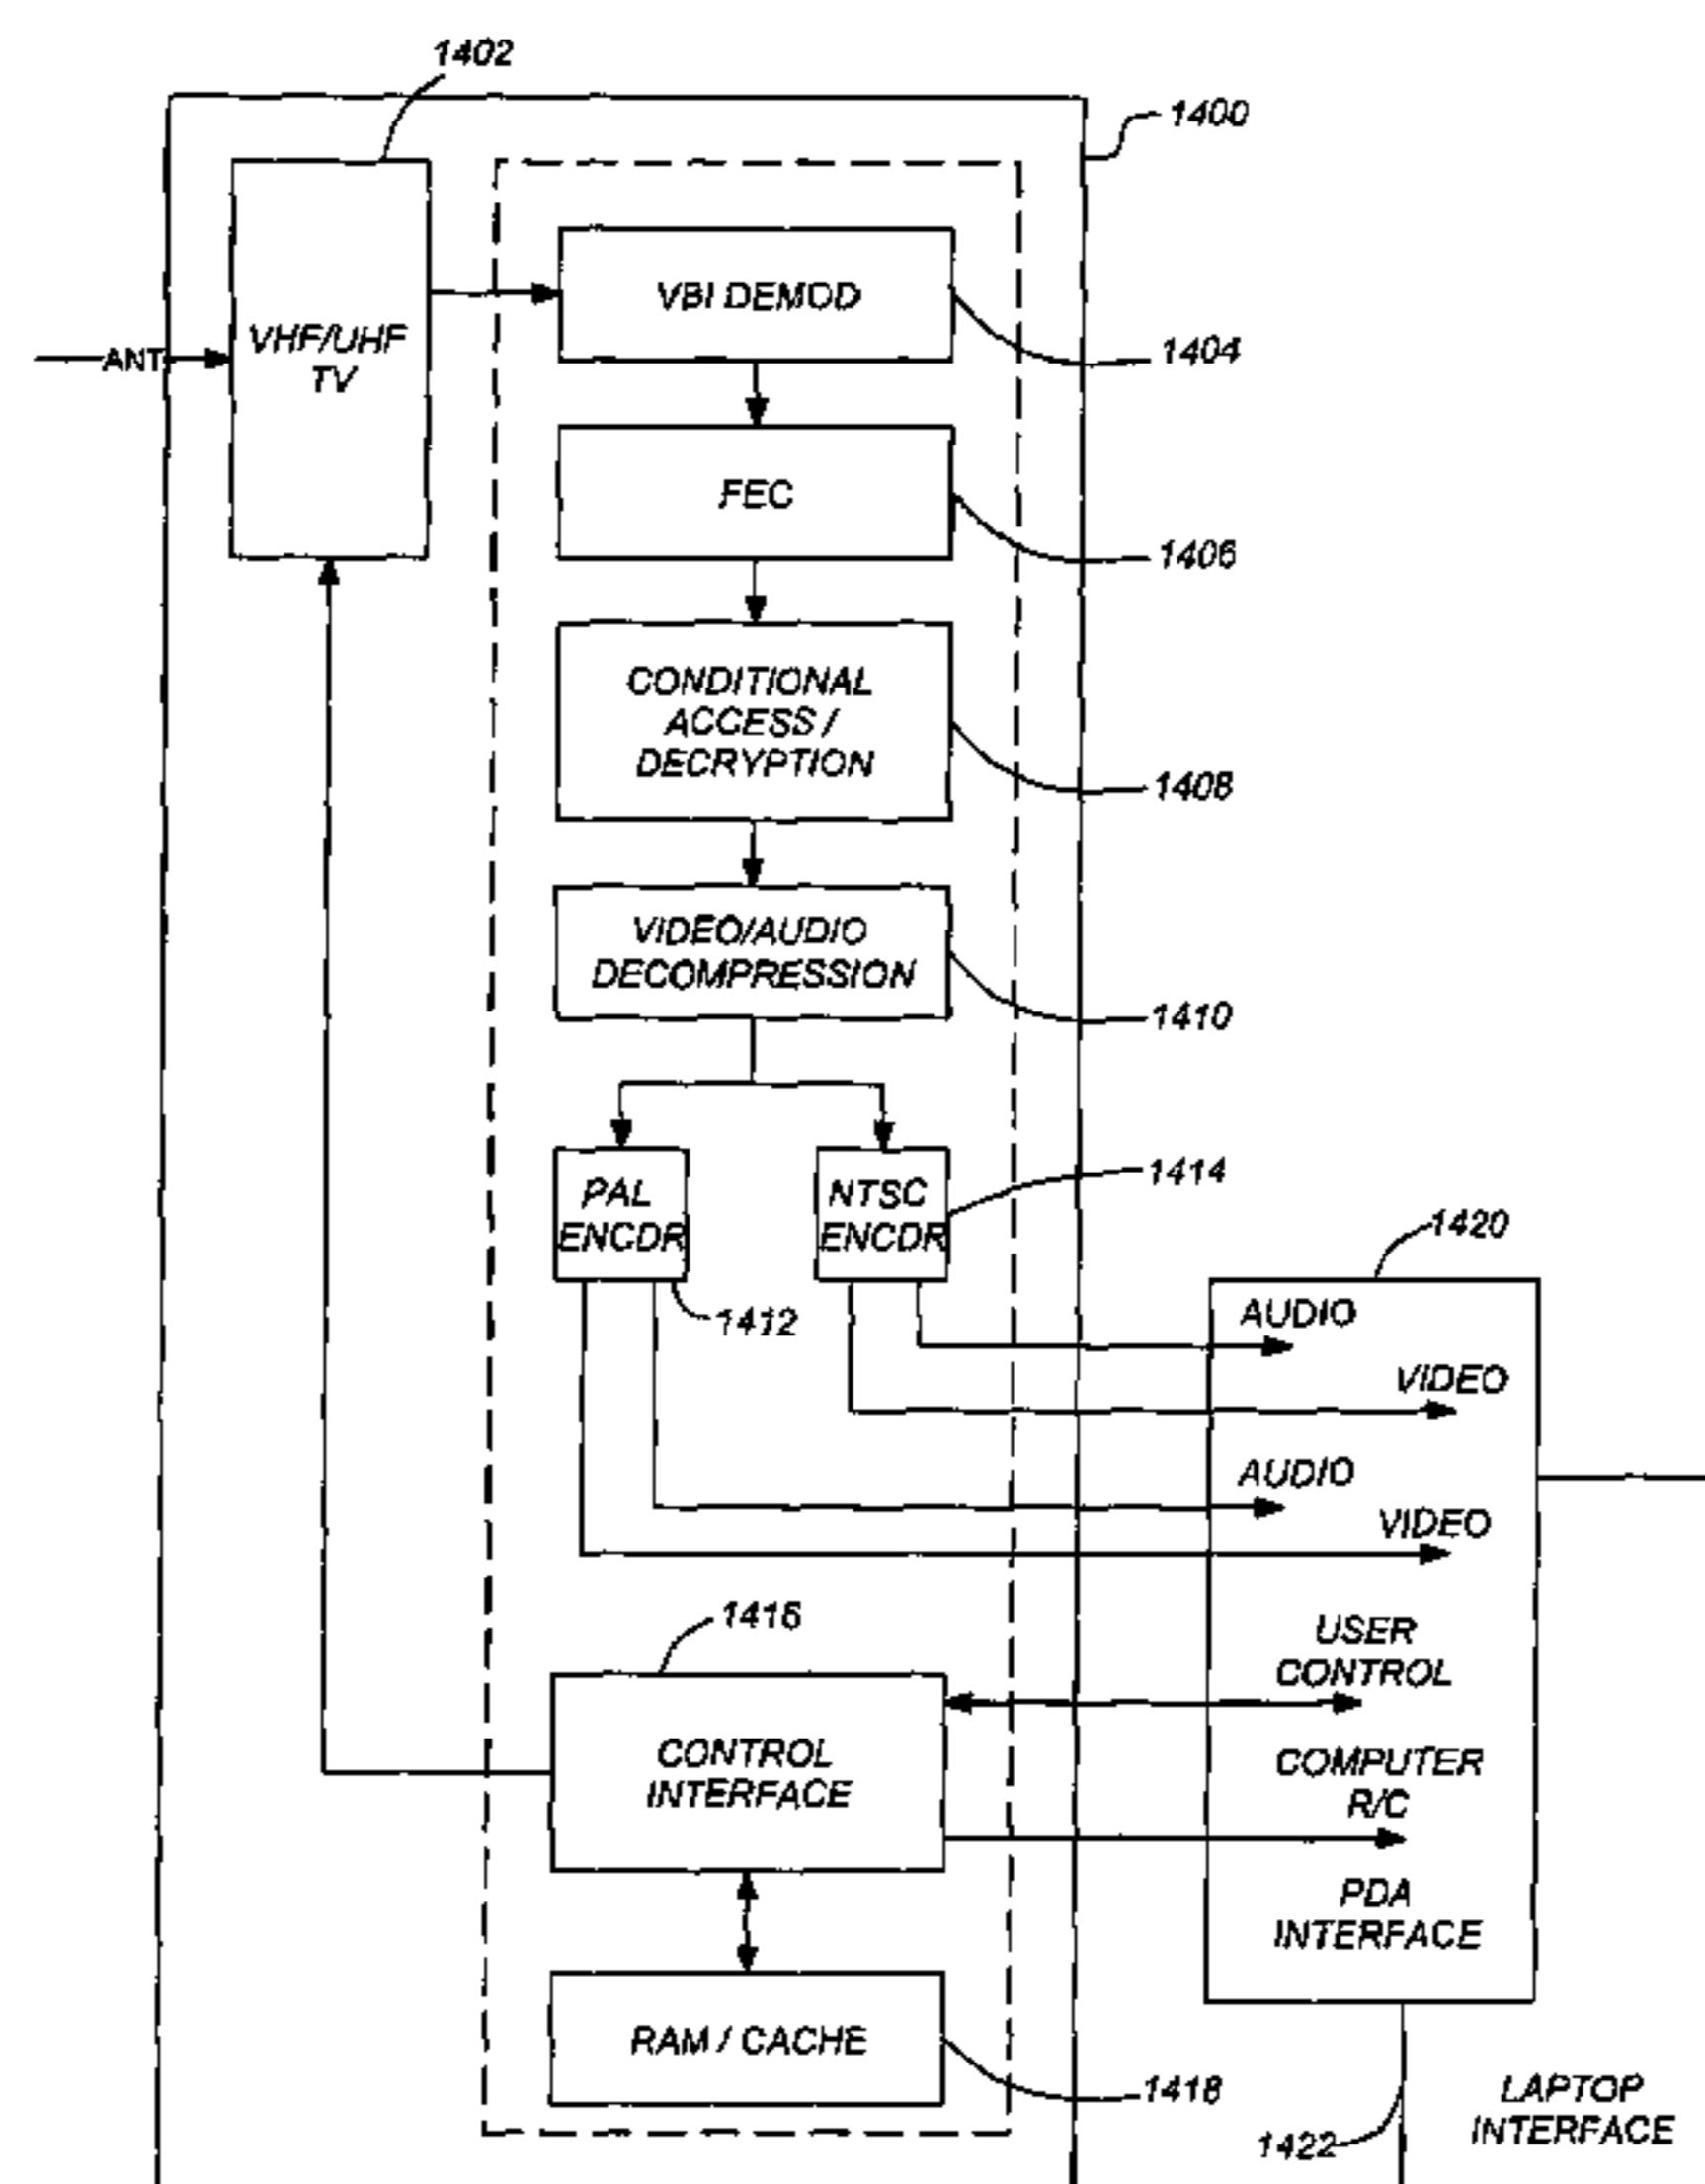 1402
1400
VHF/UHF
TV
ANT
VBI DEMOD
1404
FEC
1406
CONDITIONAL
ACCESS /
DECRYPTION
1408
VIDEO/AUDIO
DECOMPRESSION
1410
PAL
ENCDR
NTSC
ENCDR
1414
1412
1420
AUDIO
VIDEO
AUDIO
VIDEO
1416
USER
CONTROL
CONTROL
INTERFACE
COMPUTER
R/C
PDA
INTERFACE
RAM / CACHE
1418
1422
LAPTOP
INTERFACE